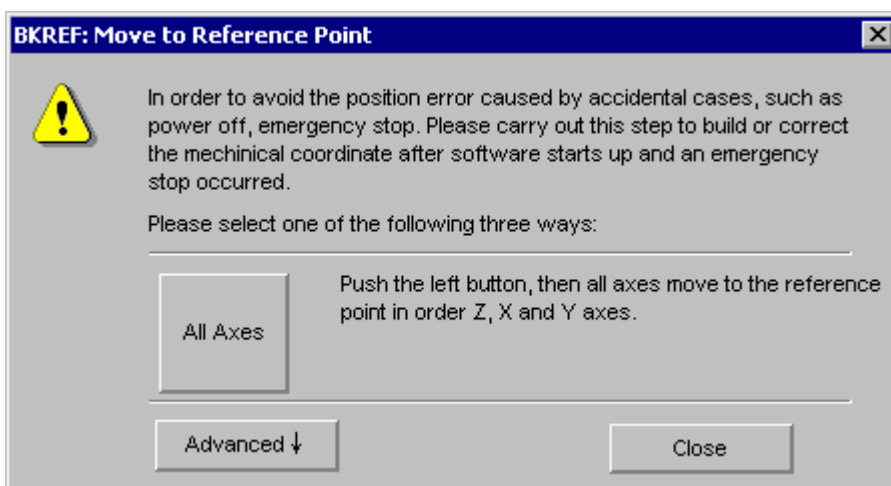 BKREF: Move to Reference Point
In order to avoid the position error caused by accidental cases, such as
power off, emergency stop. Please carry out this step to build or correct
the mechinical coordinate after software starts up and an emergency
stop occurred.
Please select one of the following three ways:
All Axes
Push the left button, then all axes move to the reference
point in order Z, X and Y axes.
Advanced ↓
Close